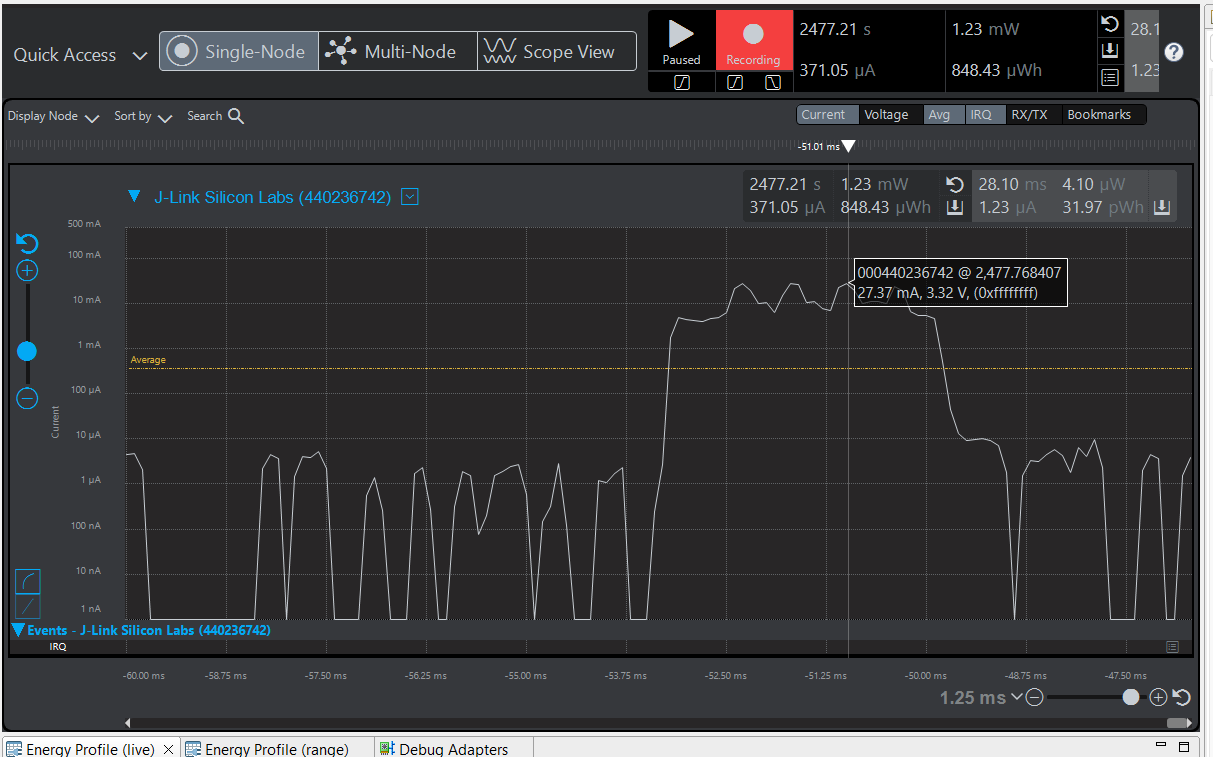 Quick Access
Single-Node
Multi-Node
Scope View
Paused
Recording
2477.21 s
371.05 µA
1.23 mW
848.43 µWh
28.1
1.23
?
Display Node
Sort by
Search
Current
Voltage
Avg
IRQ
RX/TX
Bookmarks
-51.01 ms
J-Link Silicon Labs (440236742)
2477.21 s 1.23 mW 28.10 ms 4.10 µW
371.05 µA 848.43 µWh 1.23 µA 31.97 pWh
500 mA
100 mA
10 mA
1 mA
100 µA
10 µA
1 µA
100 nA
10 nA
1 nA
Current
Average
000440236742 @ 2,477.768407
27.37 mA, 3.32 V, (0xffffffff)
Events - J-Link Silicon Labs (440236742)
IRQ
-60.00 ms -58.75 ms -57.50 ms -56.25 ms -55.00 ms -53.75 ms -52.50 ms -51.25 ms -50.00 ms -48.75 ms -47.50 ms
1.25 ms
Energy Profile (live)
Energy Profile (range)
Debug Adapters